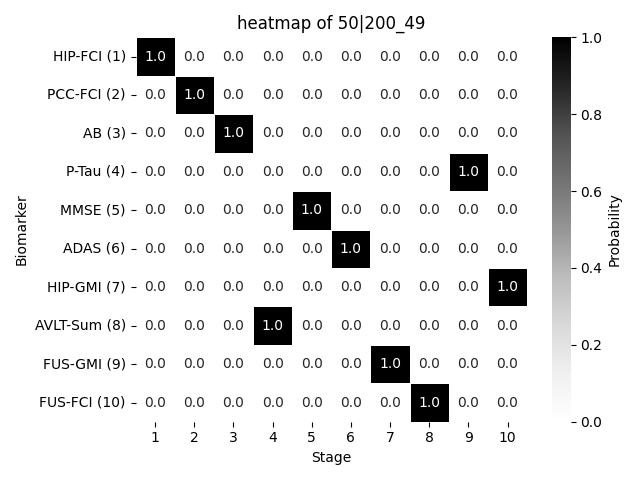 heatmap of 50|200_49
HIP-FCI (1) 1.0 0.0 0.0 0.0 0.0 0.0 0.0 0.0 0.0 0.0
PCC-FCI (2) 0.0 1.0 0.0 0.0 0.0 0.0 0.0 0.0 0.0 0.0
AB (3) 0.0 0.0 1.0 0.0 0.0 0.0 0.0 0.0 0.0 0.0
P-Tau (4) 0.0 0.0 0.0 0.0 0.0 0.0 0.0 0.0 1.0 0.0
MMSE (5) 0.0 0.0 0.0 0.0 1.0 0.0 0.0 0.0 0.0 0.0
ADAS (6) 0.0 0.0 0.0 0.0 0.0 1.0 0.0 0.0 0.0 0.0
HIP-GMI (7) 0.0 0.0 0.0 0.0 0.0 0.0 0.0 0.0 0.0 1.0
AVLT-Sum (8) 0.0 0.0 0.0 1.0 0.0 0.0 0.0 0.0 0.0 0.0
FUS-GMI (9) 0.0 0.0 0.0 0.0 0.0 0.0 1.0 0.0 0.0 0.0
FUS-FCI (10) 0.0 0.0 0.0 0.0 0.0 0.0 0.0 1.0 0.0 0.0
1 2 3 4 5 6 7 8 9 10
Stage
Biomarker
1.0
0.8
0.6
0.4
0.2
0.0
Probability